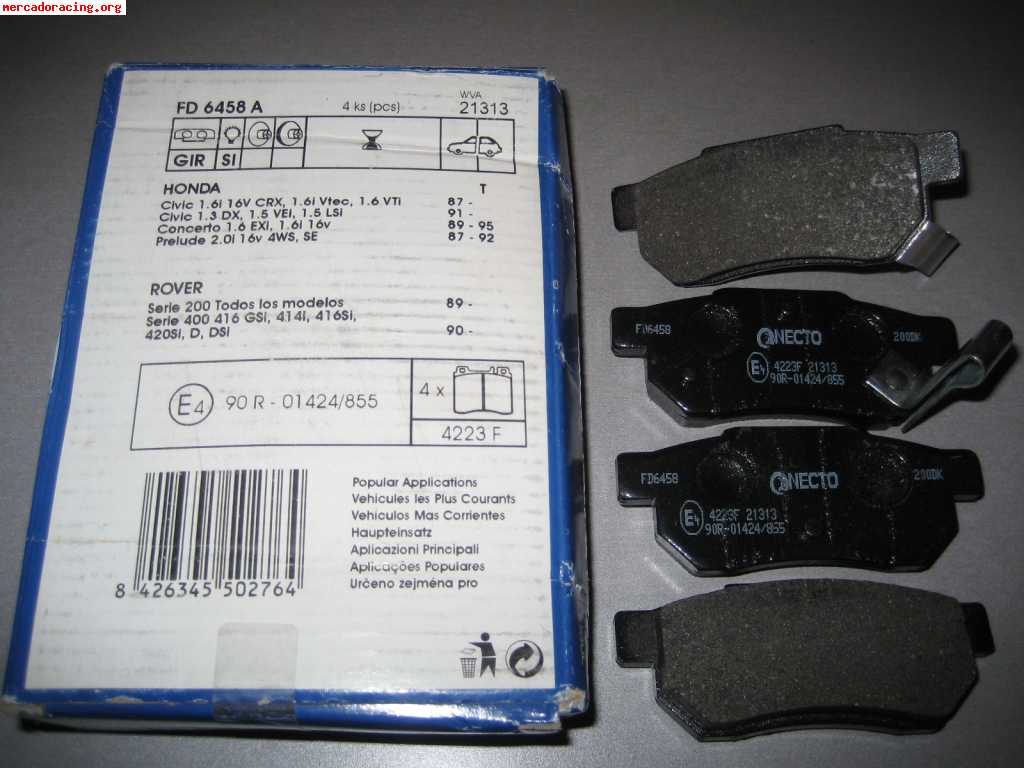 mercadoracing.org
FD 6458 A 4 ks (pcs) WVA 21313
GIR SI
HONDA T
Civic 1.6i 16V CRX, 1.6i Vtec, 1.6 VTi 87 -
Civic 1.3 DX, 1.5 VEi, 1.5 LSi 91 -
Concerto 1.6 EXi, 1.6i 16v 89 - 95
Prelude 2.0i 16v 4WS, SE 87 - 92
ROVER
Serie 200 Todos los modelos 89 -
Serie 400 416 GSi, 414i, 416Si,
420Si, D, DSi 90 -
E4 90 R - 01424/855 4 x
4223 F
Popular Applications
Vehicules les Plus Courants
Vehiculos Mas Corrientes
Haupteinsatz
Aplicazioni Principali
Aplicações Populares
Určeno zejména pro
8 426345 502764
FD6458 NECTO 200DK
E4 4223F 21313
90R-01424/855
FD6458 NECTO 200DK
E4 4223F 21313
90R-01424/855